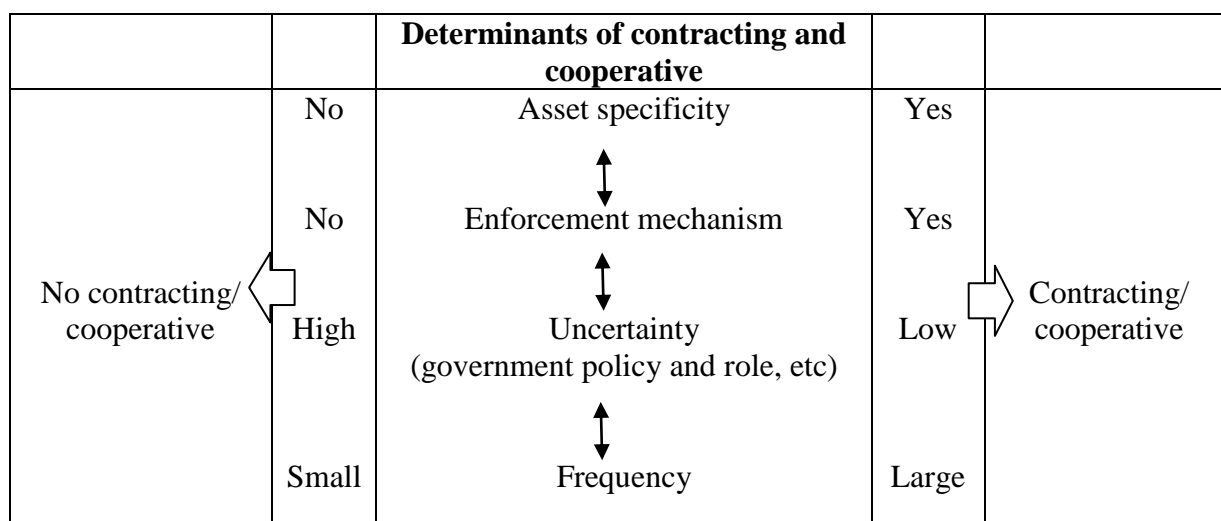 Determinants of contracting and
cooperative
No Asset specificity Yes
No Enforcement mechanism Yes
No contracting/
cooperative
High Uncertainty Low
(government policy and role, etc)
Contracting/
cooperative
Small Frequency Large